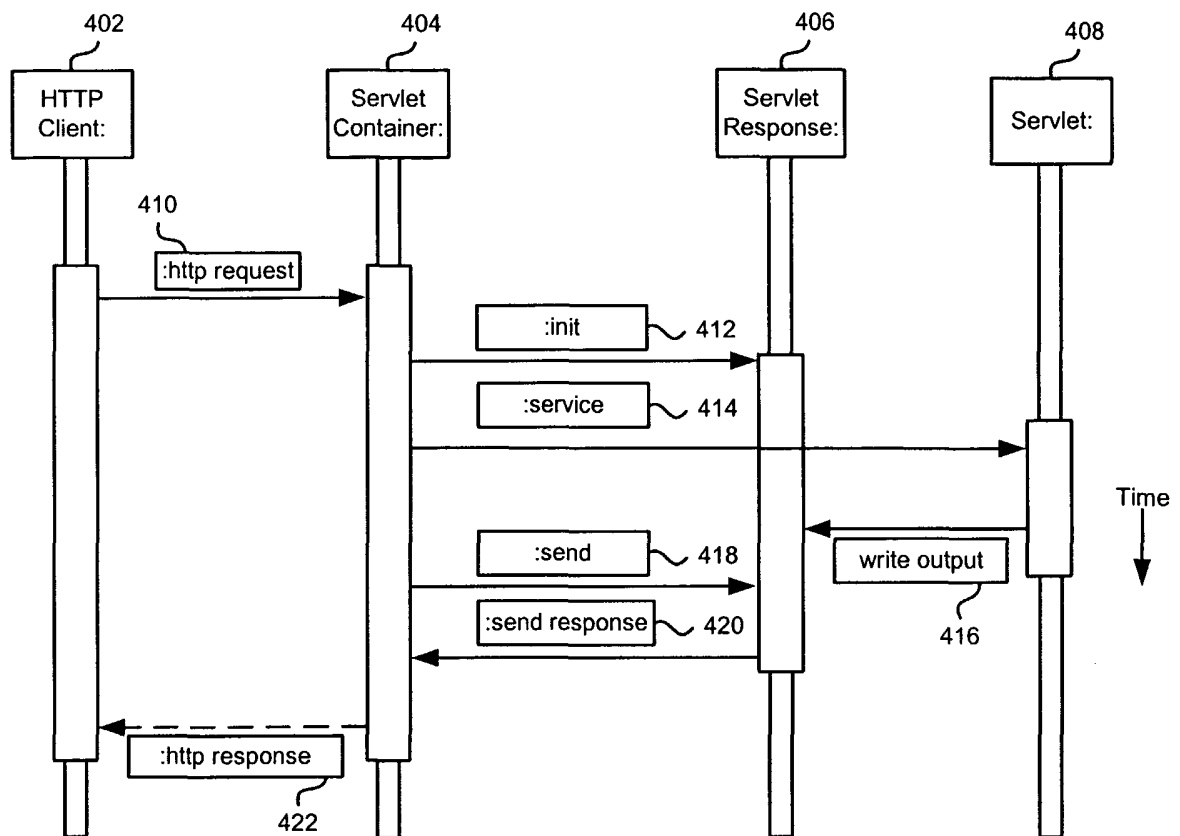 402
404
406
408
HTTP
Client:
Servlet
Container:
Servlet
Response:
Servlet:
410
:http request
:init
412
:service
414
Time
:send
418
write output
:send response
420
416
:http response
422